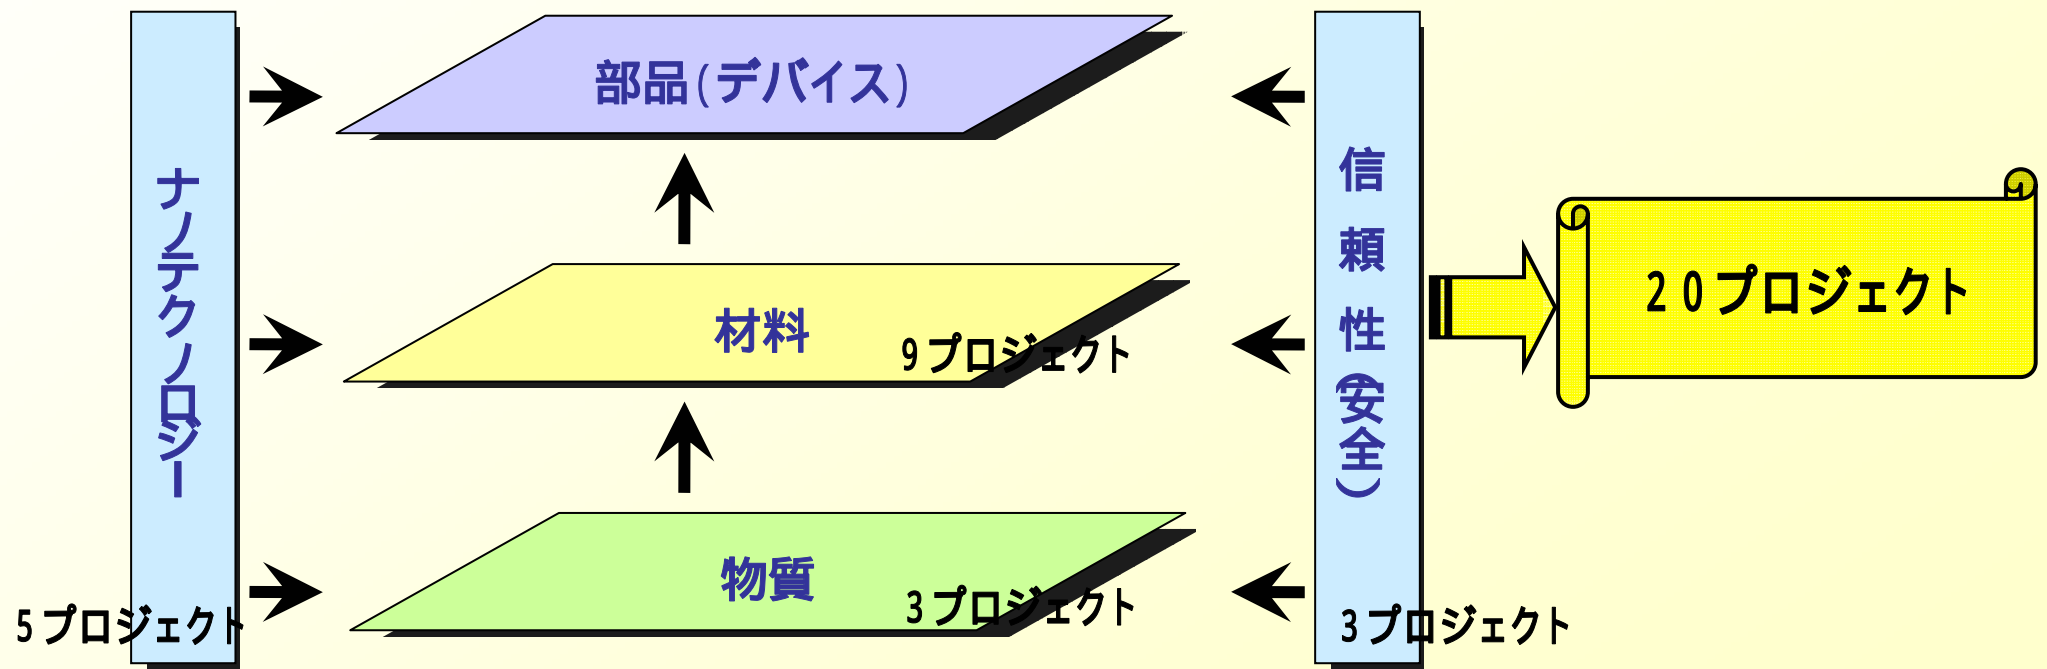 部品(デバイス)
ナノテクノロジー
信頼性(安全)
20プロジェクト
材料
9プロジェクト
物質
3プロジェクト
5プロジェクト
3プロジェクト